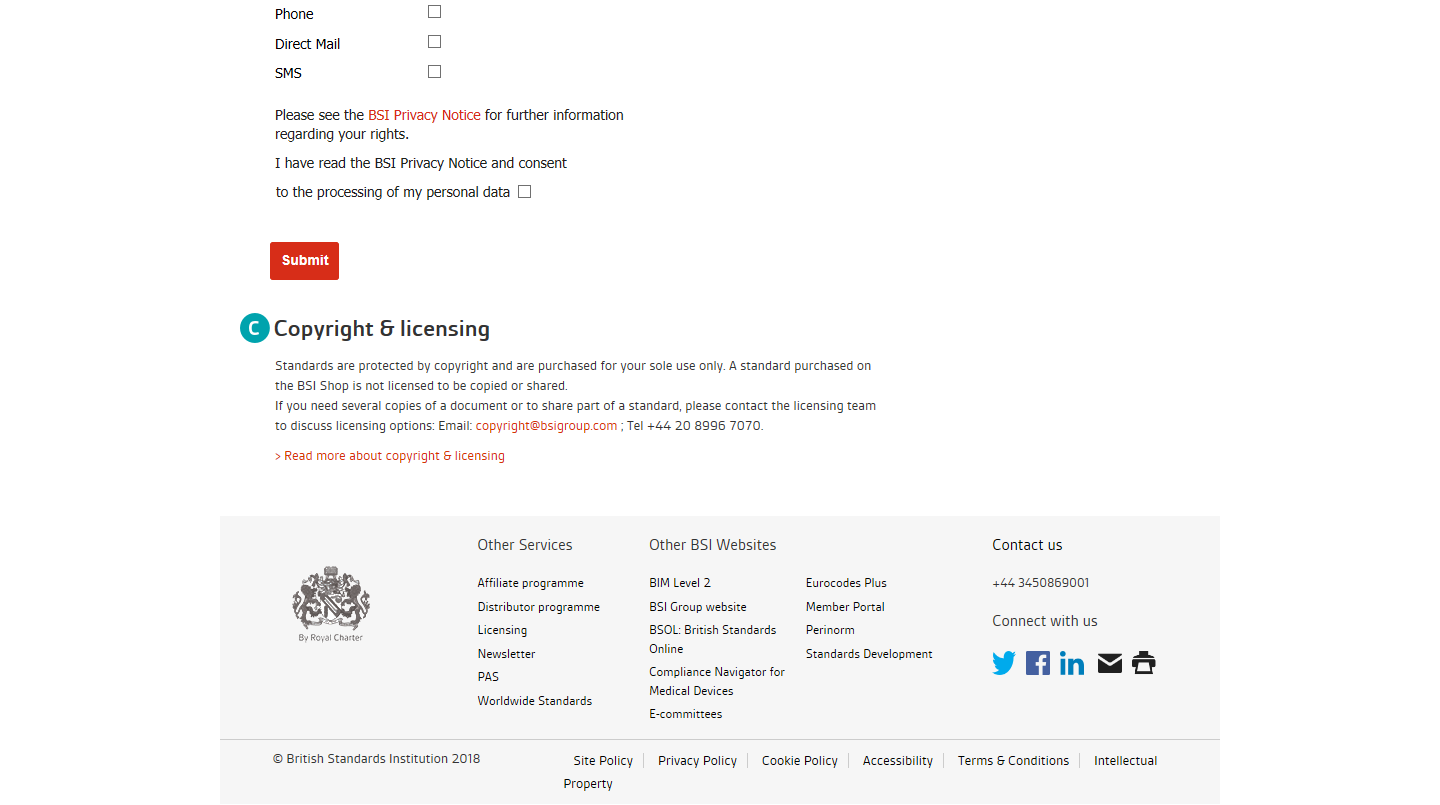 Phone
Direct Mail
SMS
Please see the BSI Privacy Notice for further information
regarding your rights.
I have read the BSI Privacy Notice and consent
to the processing of my personal data
Submit
C Copyright & licensing
Standards are protected by copyright and are purchased for your sole use only. A standard purchased on
the BSI Shop is not licensed to be copied or shared.
If you need several copies of a document or to share part of a standard, please contact the licensing team
to discuss licensing options: Email: copyright@bsigroup.com ; Tel +44 20 8996 7070.
> Read more about copyright & licensing
By Royal Charter
Other Services
Affiliate programme
Distributor programme
Licensing
Newsletter
PAS
Worldwide Standards
Other BSI Websites
BIM Level 2
BSI Group website
BSOL: British Standards
Online
Compliance Navigator for
Medical Devices
E-committees
Eurocodes Plus
Member Portal
Perinorm
Standards Development
Contact us
+44 3450869001
Connect with us
© British Standards Institution 2018
Site Policy Privacy Policy Cookie Policy Accessibility Terms & Conditions Intellectual
Property